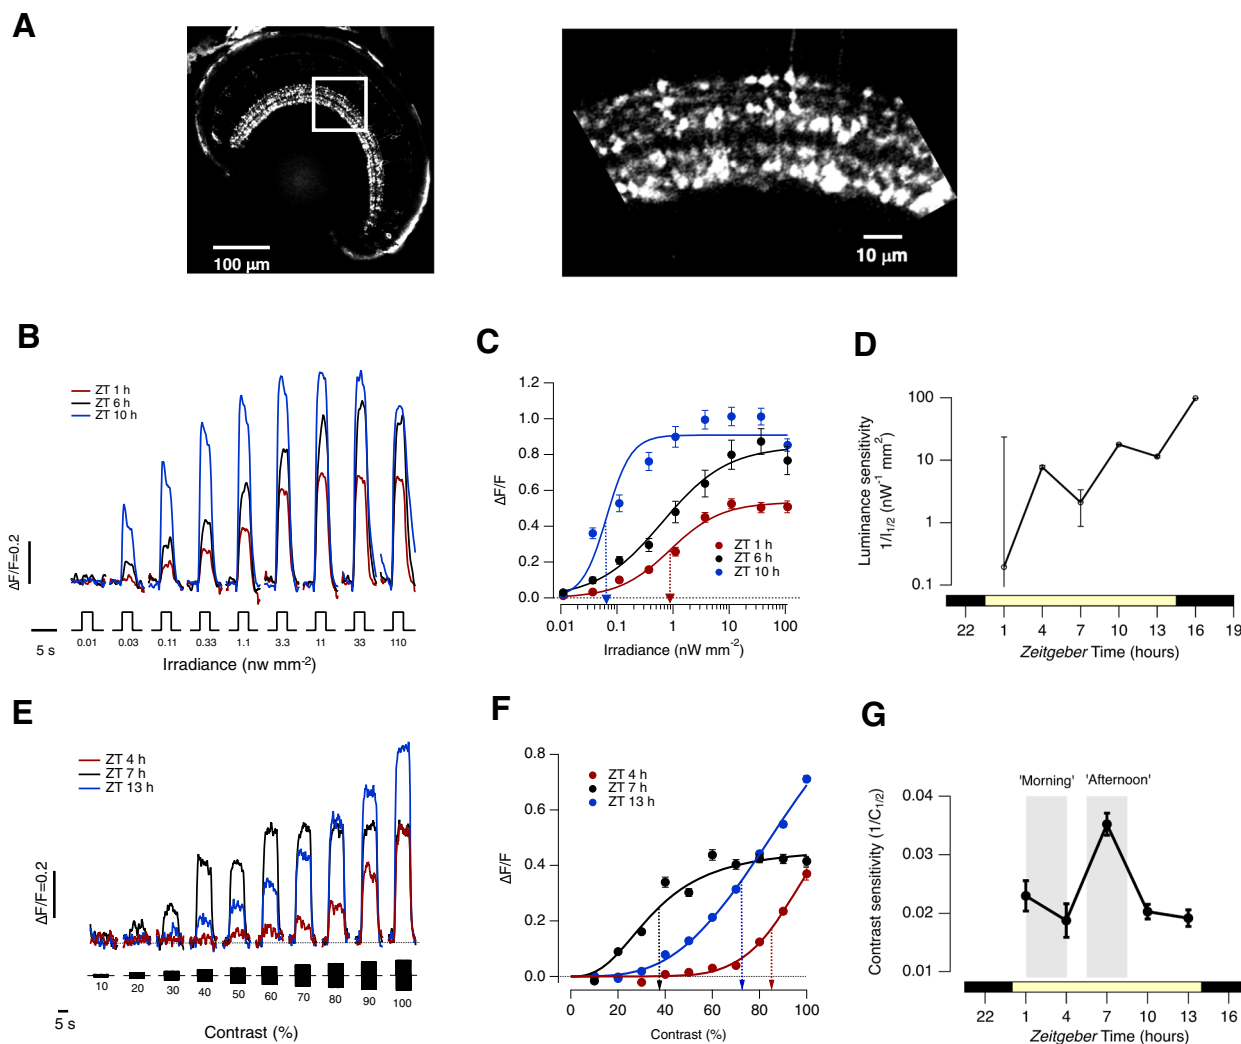 A
100 μm
10 μm
B
ZT 1 h
ZT 6 h
ZT 10 h
ΔF/F=0.2
5 s
0.01 0.03 0.11 0.33 1.1 3.3 11 33 110
Irradiance (nw mm-2)
C
1.2
1.0
0.8
0.6
0.4
0.2
0.0
ΔF/F
ZT 1 h
ZT 6 h
ZT 10 h
0.01 0.1 1 10 100
Irradiance (nW mm-2)
D
100
10
1
0.1
Luminance sensitivity
1/I1/2 (nW-1 mm2)
22 1 4 7 10 13 16 19
Zeitgeber Time (hours)
E
ZT 4 h
ZT 7 h
ZT 13 h
ΔF/F=0.2
10 20 30 40 50 60 70 80 90 100
5 s
Contrast (%)
F
0.8
0.6
0.4
0.2
0.0
ΔF/F
ZT 4 h
ZT 7 h
ZT 13 h
0 20 40 60 80 100
Contrast (%)
G
'Morning' 'Afternoon'
0.04
0.03
0.02
0.01
Contrast sensitivity (1/C1/2)
22 1 4 7 10 13 16
Zeitgeber Time (hours)